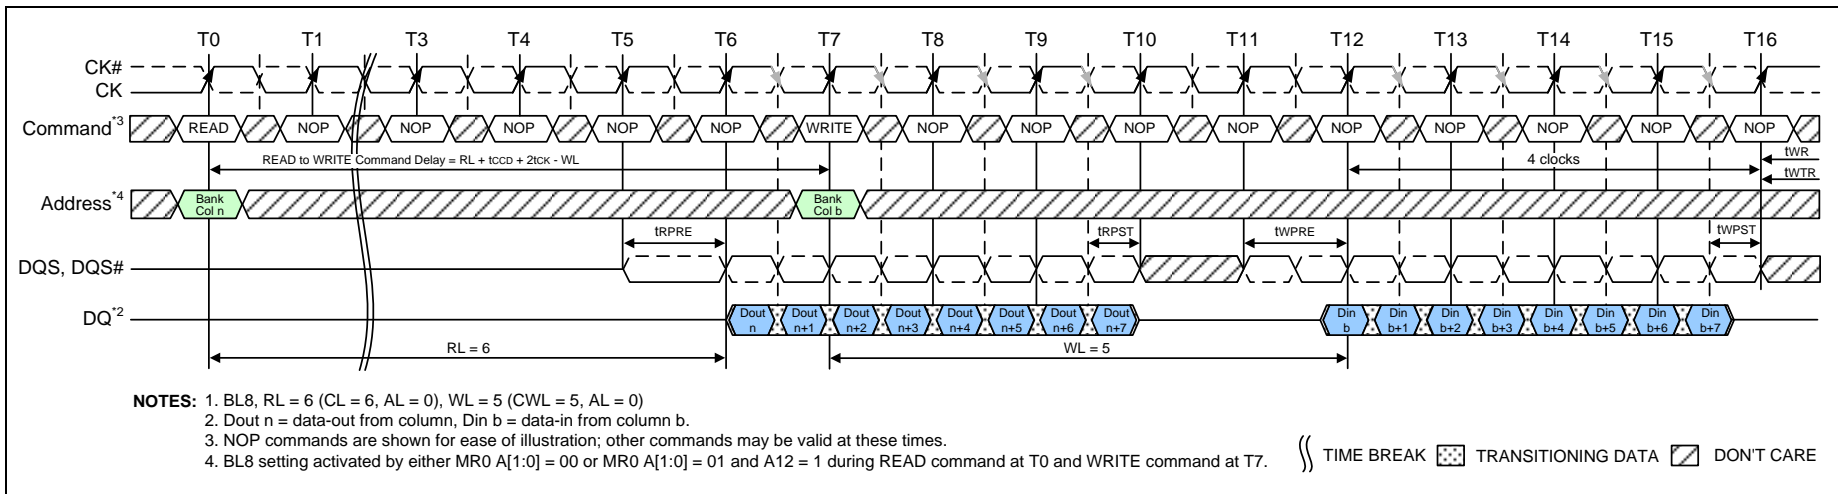 T0 T1 T3 T4 T5 T6 T7 T8 T9 T10 T11 T12 T13 T14 T15 T16
CK#
CK
Command*3 READ NOP NOP NOP NOP NOP WRITE NOP NOP NOP NOP NOP NOP NOP NOP NOP
READ to WRITE Command Delay = RL + tCCD + 2tCK - WL
4 clocks
tWR
tWTR
Address*4
Bank Col n
Bank Col b
tRPRE tRPST tWPRE tWPST
DQS, DQS#
DQ*2
Dout n Dout n+1 Dout n+2 Dout n+3 Dout n+4 Dout n+5 Dout n+6 Dout n+7 Din b Din b+1 Din b+2 Din b+3 Din b+4 Din b+5 Din b+6 Din b+7
RL = 6 WL = 5
NOTES: 1. BL8, RL = 6 (CL = 6, AL = 0), WL = 5 (CWL = 5, AL = 0)
2. Dout n = data-out from column, Din b = data-in from column b.
3. NOP commands are shown for ease of illustration; other commands may be valid at these times.
4. BL8 setting activated by either MR0 A[1:0] = 00 or MR0 A[1:0] = 01 and A12 = 1 during READ command at T0 and WRITE command at T7.
TIME BREAK TRANSITIONING DATA DON'T CARE